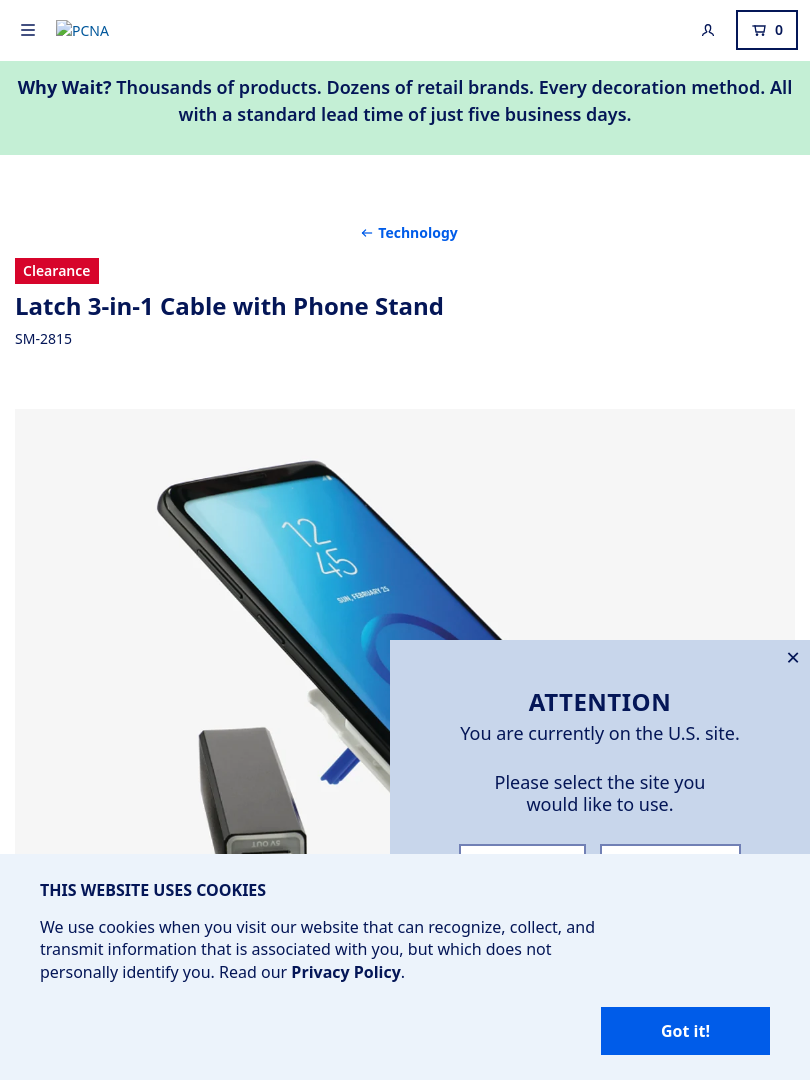 PCNA
0
Why Wait? Thousands of products. Dozens of retail brands. Every decoration method. All
with a standard lead time of just five business days.
← Technology
Clearance
Latch 3-in-1 Cable with Phone Stand
SM-2815
12
45
SUN, FEBRUARY 25
5V OUT
ATTENTION
You are currently on the U.S. site.
Please select the site you
would like to use.
THIS WEBSITE USES COOKIES
We use cookies when you visit our website that can recognize, collect, and
transmit information that is associated with you, but which does not
personally identify you. Read our Privacy Policy.
Got it!